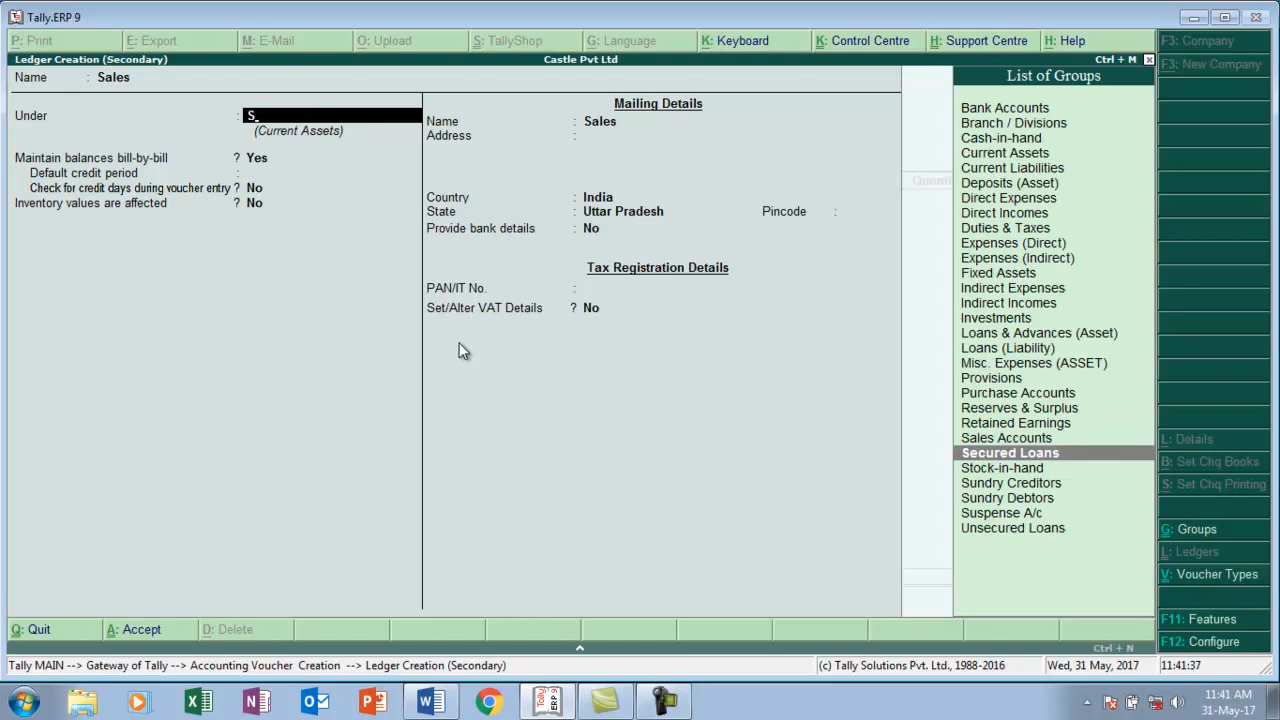 Tally.ERP 9
P: Print E: Export M: E-Mail O: Upload S: TallyShop G: Language K: Keyboard K: Control Centre H: Support Centre H: Help F3: Company
Ledger Creation (Secondary) Castle Pvt Ltd Ctrl + M
F3: New Company
Name : Sales
List of Groups
Under : S
(Current Assets)
Maintain balances bill-by-bill ? Yes
Default credit period :
Check for credit days during voucher entry ? No
Inventory values are affected ? No
Mailing Details
Name : Sales
Address :
Country : India
State : Uttar Pradesh Pincode :
Provide bank details : No
Tax Registration Details
PAN/IT No. :
Set/Alter VAT Details ? No
Bank Accounts
Branch / Divisions
Cash-in-hand
Current Assets
Current Liabilities
Deposits (Asset)
Direct Expenses
Direct Incomes
Duties & Taxes
Expenses (Direct)
Expenses (Indirect)
Fixed Assets
Indirect Expenses
Indirect Incomes
Investments
Loans & Advances (Asset)
Loans (Liability)
Misc. Expenses (ASSET)
Provisions
Purchase Accounts
Reserves & Surplus
Retained Earnings
Sales Accounts
Secured Loans
Stock-in-hand
Sundry Creditors
Sundry Debtors
Suspense A/c
Unsecured Loans
L: Details
B: Set Chq Books
S: Set Chq Printing
G: Groups
L: Ledgers
V: Voucher Types
F11: Features
F12: Configure
Q: Quit A: Accept D: Delete
Ctrl + N
Tally MAIN --> Gateway of Tally --> Accounting Voucher Creation --> Ledger Creation (Secondary) (c) Tally Solutions Pvt. Ltd., 1988-2016 Wed, 31 May, 2017 11:41:37
11:41 AM
31-May-17